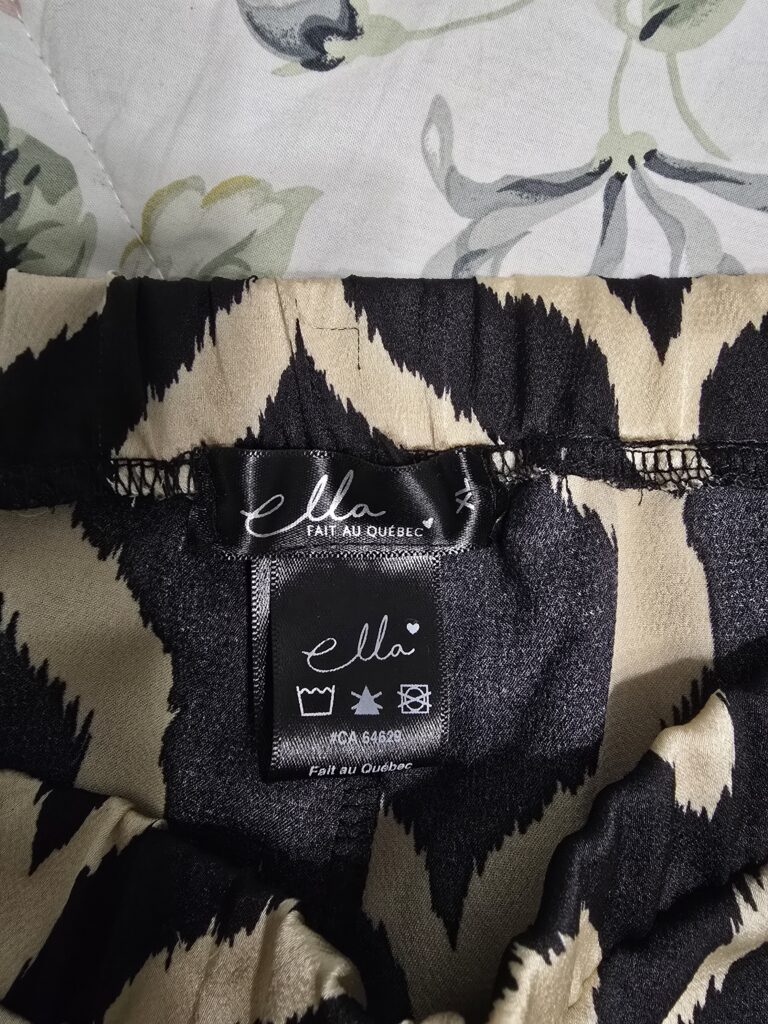 ella
FAIT AU QUÉBEC
ella
#CA 64629
Fait au Québec